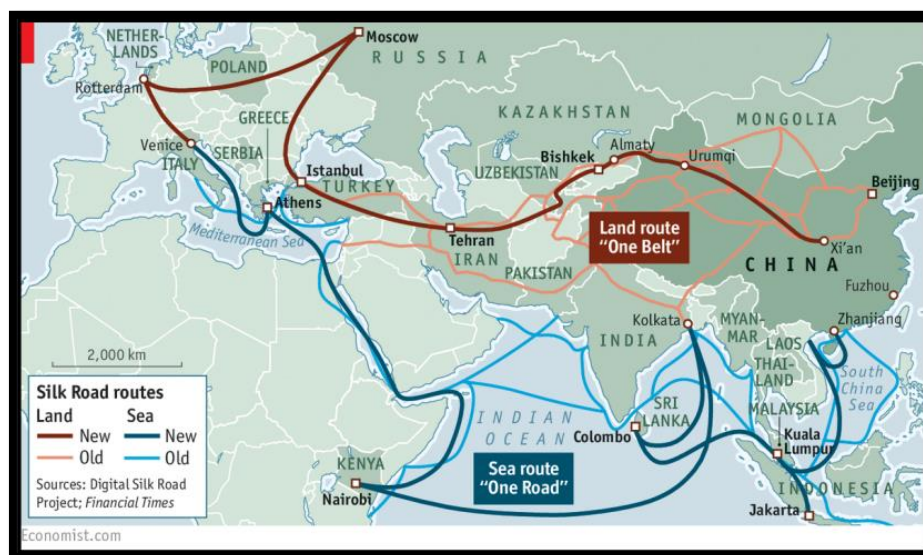 NETHER-
LANDS
Moscow
RUSSIA
POLAND
Rotterdam
GREECE
KAZAKHSTAN
MONGOLIA
Venice
ITALY
SERBIA
Almaty
Bishkek
Urumqi
UZBEKISTAN
Istanbul
TURKEY
Beijing
Athens
Land route
"One Belt"
Mediterranean Sea
Tehran
IRAN
Xi'an
CHINA
PAKISTAN
Fuzhou
Kolkata
MYAN-
MAR
Zhanjiang
INDIA
LAOS
THAI-
LAND
South
China
Sea
2,000 km
Silk Road routes
Land Sea
New New
Old Old
Sources: Digital Silk Road
Project; Financial Times
INDIAN
OCEAN
SRI
LANKA
MALAYSIA
Colombo
Kuala
Lumpur
KENYA
Sea route
"One Road"
Nairobi
INDONESIA
Jakarta
Economist.com